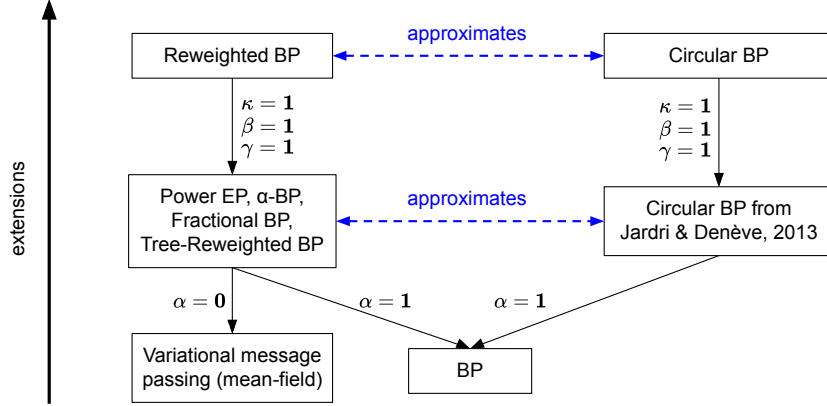 approximates
Reweighted BP
Circular BP
κ = 1
β = 1
γ = 1
κ = 1
β = 1
γ = 1
extensions
Power EP, α-BP,
Fractional BP,
Tree-Reweighted BP
approximates
Circular BP from
Jardri & Denève, 2013
α = 0
α = 1
α = 1
Variational message
passing (mean-field)
BP